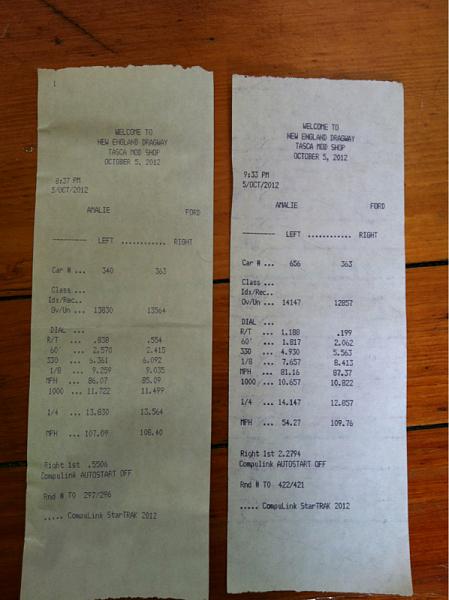 WELCOME TO
NEW ENGLAND DRAGWAY
TASCA MOD SHOP
OCTOBER 5, 2012
8:37 PM
5/OCT/2012
AMALIE FORD
---------- LEFT ............ RIGHT
Car # ... 340 363
Class ...
Idx/Rec..
Ov/Un ... 13830 13564
DIAL ...
R/T ... .838 .554
60' ... 2.570 2.415
330 ... 6.361 6.092
1/8 ... 9.259 9.035
MPH ... 86.07 85.09
1000 ... 11.722 11.499
1/4 ... 13.830 13.564
MPH ... 107.09 108.40
Right 1st .5506
Compulink AUTOSTART OFF
Rnd # TO 297/296
..... CompuLink StarTRAK 2012
WELCOME TO
NEW ENGLAND DRAGWAY
TASCA MOD SHOP
OCTOBER 5, 2012
9:33 PM
5/OCT/2012
AMALIE FORD
---------- LEFT ............ RIGHT
Car # ... 656 363
Class ...
Idx/Rec..
Ov/Un ... 14147 12857
DIAL ...
R/T ... 1.188 .199
60' ... 1.817 2.062
330 ... 4.930 5.563
1/8 ... 7.657 8.413
MPH ... 81.16 87.37
1000 ... 10.657 10.822
1/4 ... 14.147 12.857
MPH ... 54.27 109.76
Right 1st 2.2794
Compulink AUTOSTART OFF
Rnd # TO 422/421
..... CompuLink StarTRAK 2012